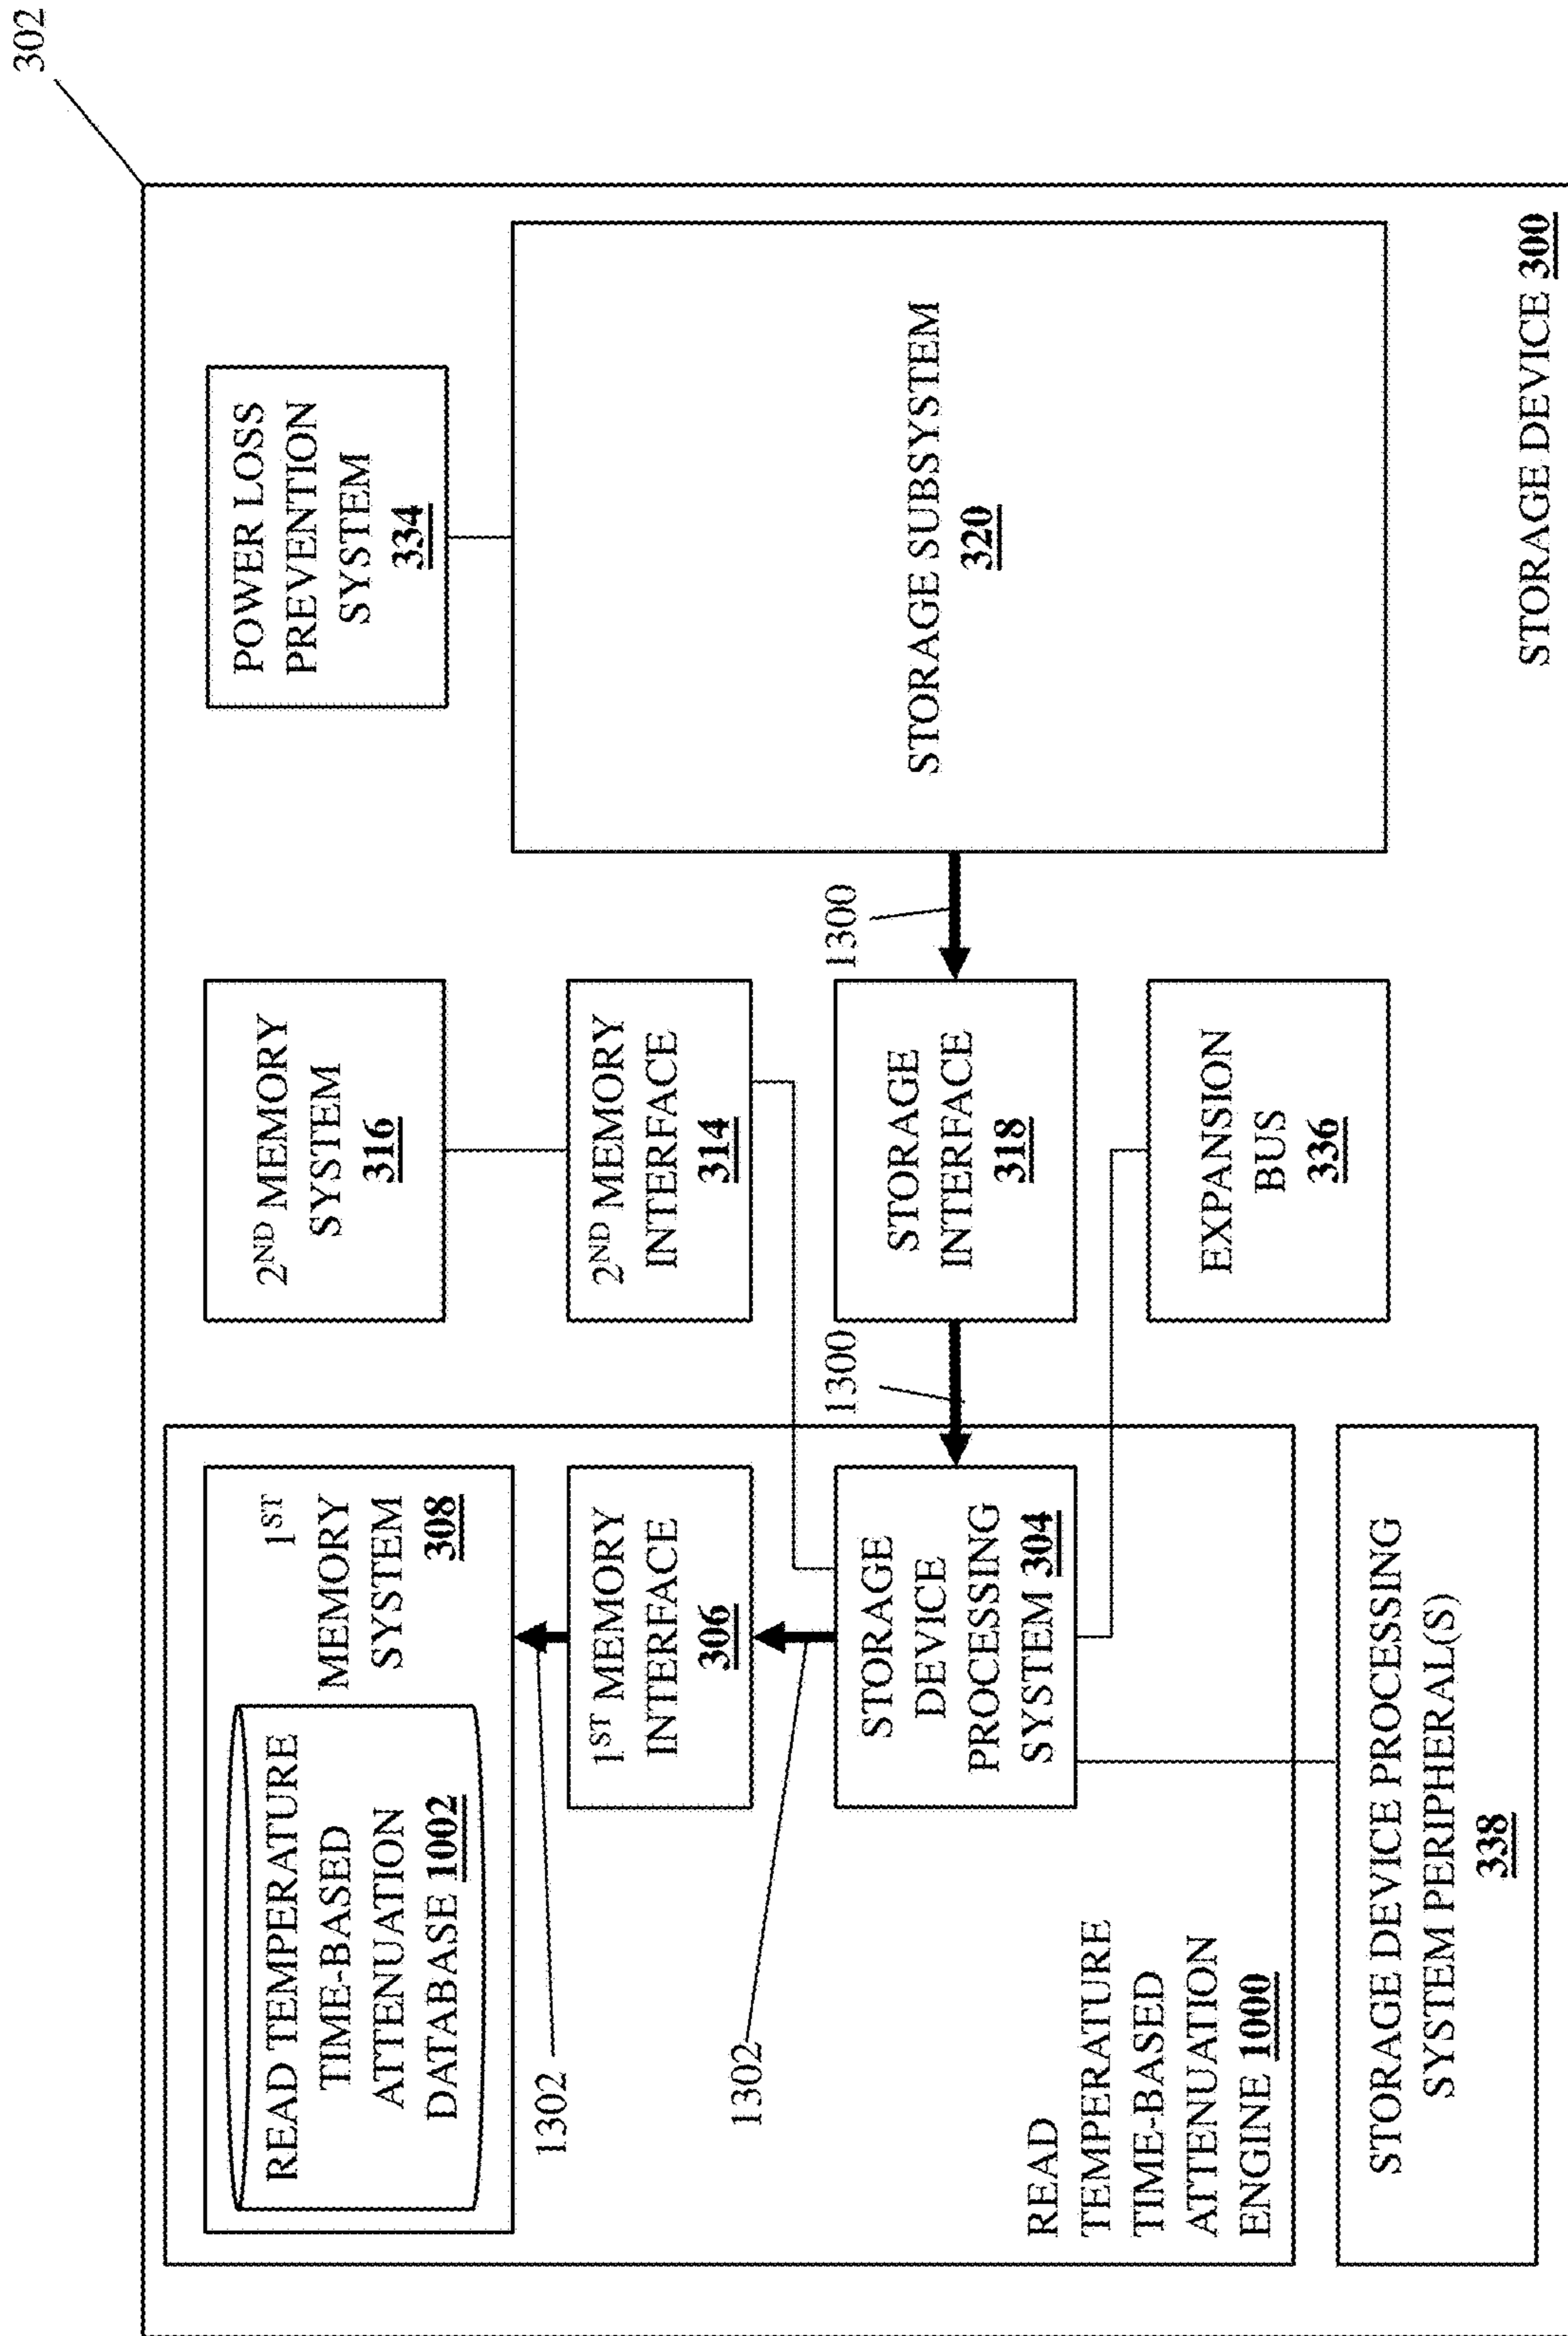 302
READ TEMPERATURE
TIME-BASED
ATTENUATION
DATABASE 1002
1ST
MEMORY
SYSTEM
308
2ND MEMORY
SYSTEM
316
POWER LOSS
PREVENTION
SYSTEM
334
1302
1302
1ST MEMORY
INTERFACE
306
2ND MEMORY
INTERFACE
314
STORAGE
DEVICE
PROCESSING
SYSTEM 304
1300
STORAGE
INTERFACE
318
1300
STORAGE SUBSYSTEM
320
READ
TEMPERATURE
TIME-BASED
ATTENUATION
ENGINE 1000
EXPANSION
BUS
336
STORAGE DEVICE PROCESSING
SYSTEM PERIPHERAL(S)
338
STORAGE DEVICE 300